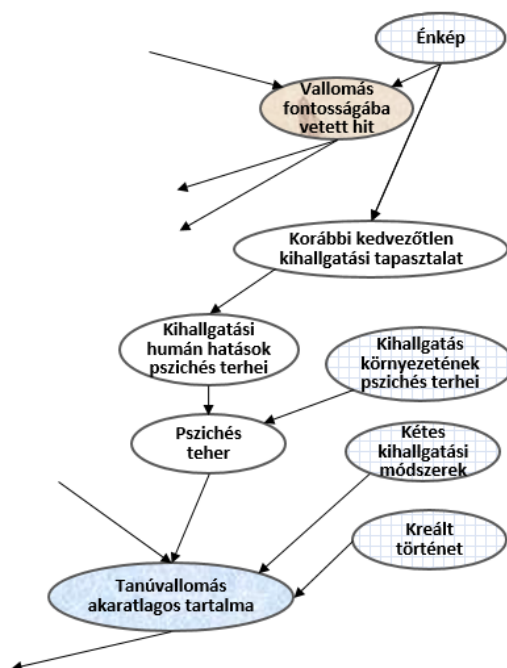 Énkép
Vallomás
fontosságába
vetett hit
Korábbi kedvezőtlen
kihallgatási tapasztalat
Kihallgatási
humán hatások
pszichés terhei
Kihallgatás
környezetének
pszichés terhei
Pszichés
teher
Kétes
kihallgatási
módszerek
Kreált
történet
Tanúvallomás
akaratlagos tartalma